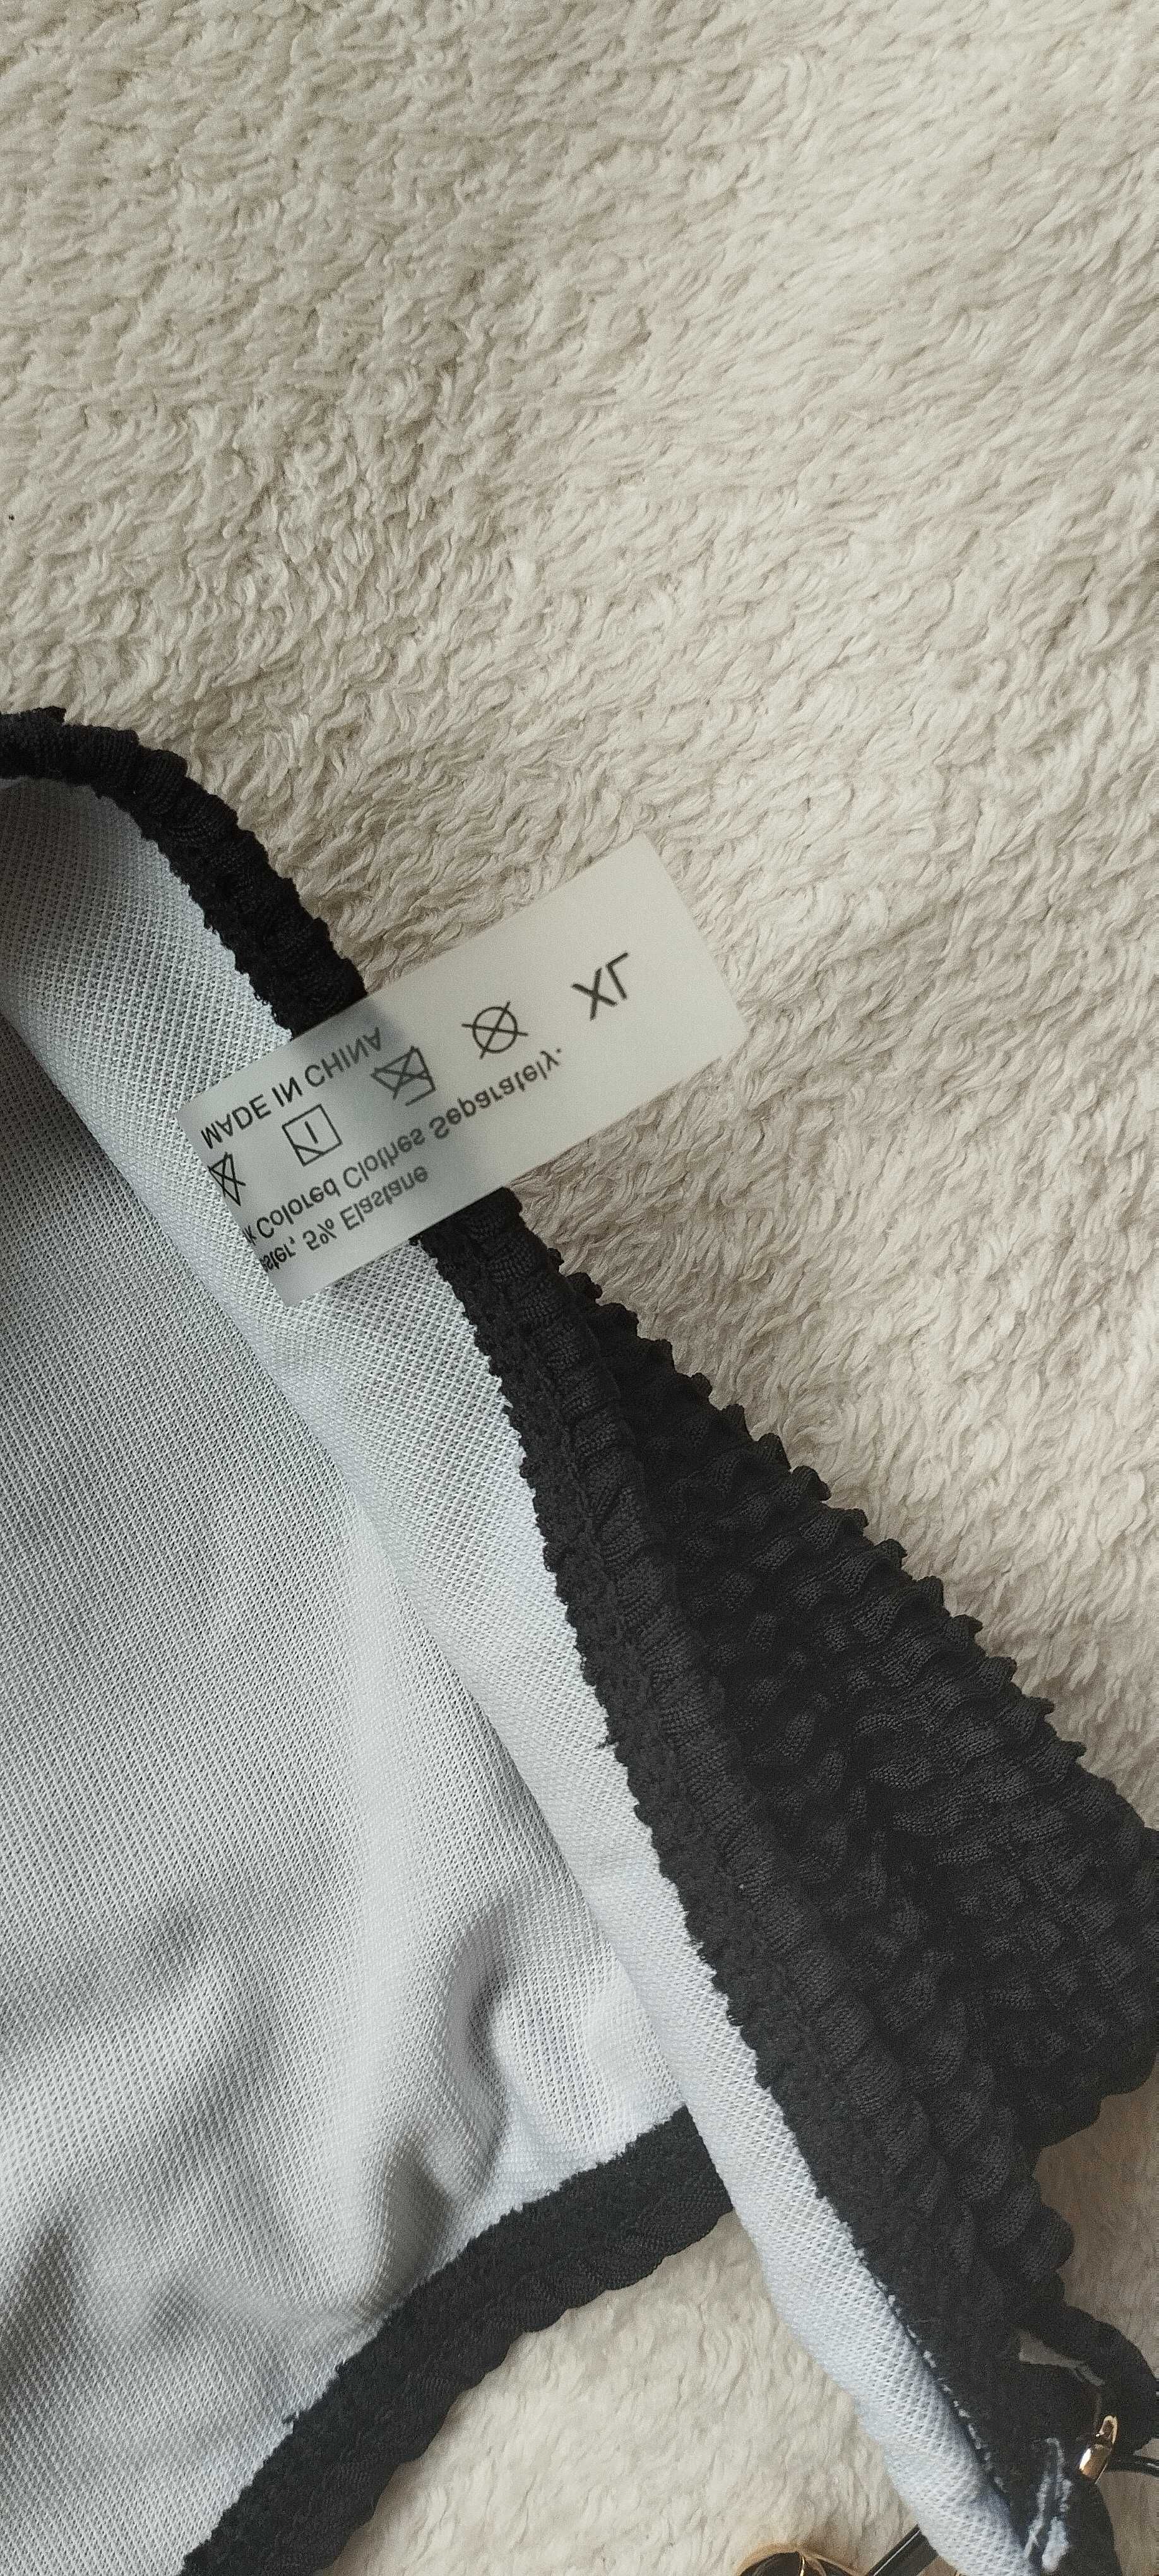 XL
5% Elastane
Colored Clothes Separately.
MADE IN CHINA